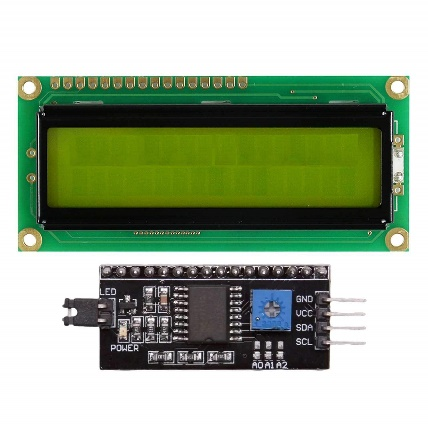 LED
POWER
A0 A1 A2
GND
VCC
SDA
SCL